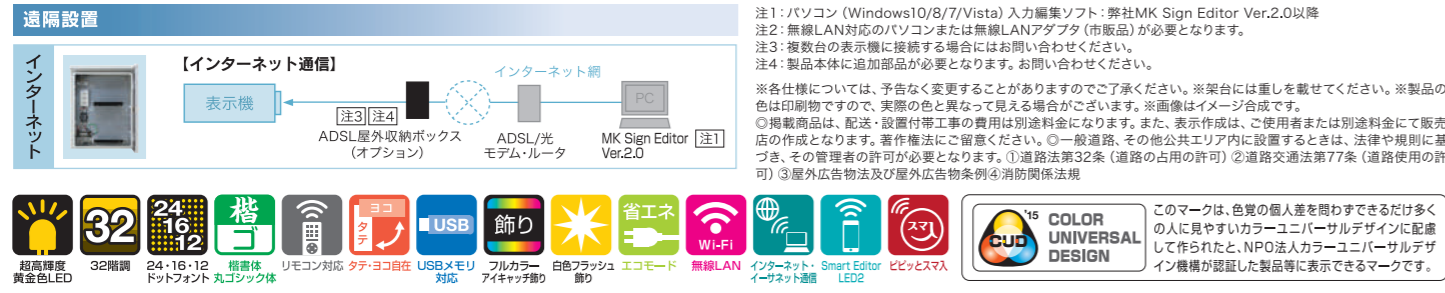 遠隔設置
インターネット
【インターネット通信】
インターネット網
表示機
PC
注3 注4
ADSL屋外収納ボックス
(オプション)
ADSL/光
モデム・ルータ
MK Sign Editor 注1
Ver.2.0
注1:パソコン(Windows10/8/7/Vista)入力編集ソフト:弊社MK Sign Editor Ver.2.0以降
注2:無線LAN対応のパソコンまたは無線LANアダプタ(市販品)が必要となります。
注3:複数台の表示機に接続する場合にはお問い合わせください。
注4:製品本体に追加部品が必要となります。お問い合わせください。
※各仕様については、予告なく変更することがありますのでご了承ください。※架台には重しを載せてください。※製品の
色は印刷物ですので、実際の色と異なって見える場合がございます。※画像はイメージ合成です。
◎掲載商品は、配送・設置付帯工事の費用は別途料金になります。また、表示作成は、ご使用者または別途料金にて販売
店の作成となります。著作権法にご留意ください。◎一般道路、その他公共エリア内に設置するときは、法律や規則に基
づき、その管理者の許可が必要となります。①道路法第32条(道路の占用の許可)②道路交通法第77条(道路使用の許
可)③屋外広告物法及び屋外広告物条例④消防関係法規
超高輝度
黄金色LED
32
32階調
24
16
12
24・16・12
ドットフォント
楷
ゴ
楷書体
丸ゴシック体
リモコン対応
ヨコ
タテ
タテ・ヨコ自在
USB
USBメモリ
対応
飾り
フルカラー
アイキャッチ飾り
白色フラッシュ
飾り
省エネ
エコモード
Wi-Fi
無線LAN
インターネット・
イーサネット通信
Smart Editor
LED2
スマ入
ピピッとスマ入
CUD
'15
COLOR
UNIVERSAL
DESIGN
このマークは、色覚の個人差を問わずできるだけ多く
の人に見やすいカラーユニバーサルデザインに配慮
して作られたと、NPO法人カラーユニバーサルデザ
イン機構が認証した製品等に表示できるマークです。